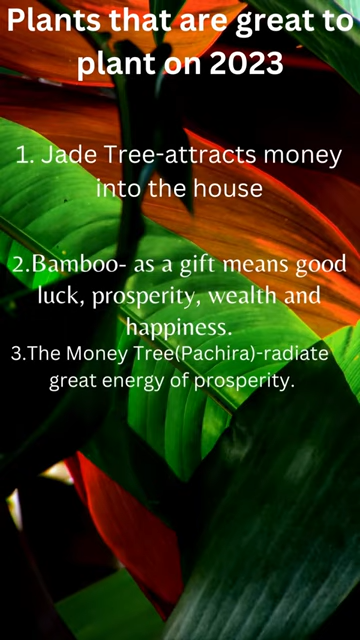 Plants that are great to
plant on 2023
1. Jade Tree-attracts money
into the house
2.Bamboo- as a gift means good
luck, prosperity, wealth and
happiness.
3.The Money Tree(Pachira)-radiate
great energy of prosperity.